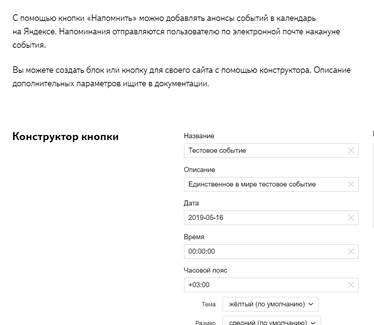 С помощью кнопки «Напомнить» можно добавлять анонсы событий в календарь
на Яндексе. Напоминания отправляются пользователю по электронной почте накануне
события.
Вы можете создать блок или кнопку для своего сайта с помощью конструктора. Описание
дополнительных параметров ищите в документации.
Конструктор кнопки
Название
Тестовое событие
Описание
Единственное в мире тестовое событие
Дата
2019-05-16
Время
00:00:00
Часовой пояс
+03:00
Тема жёлтый (по умолчанию)
Размер средний (по умолчанию)